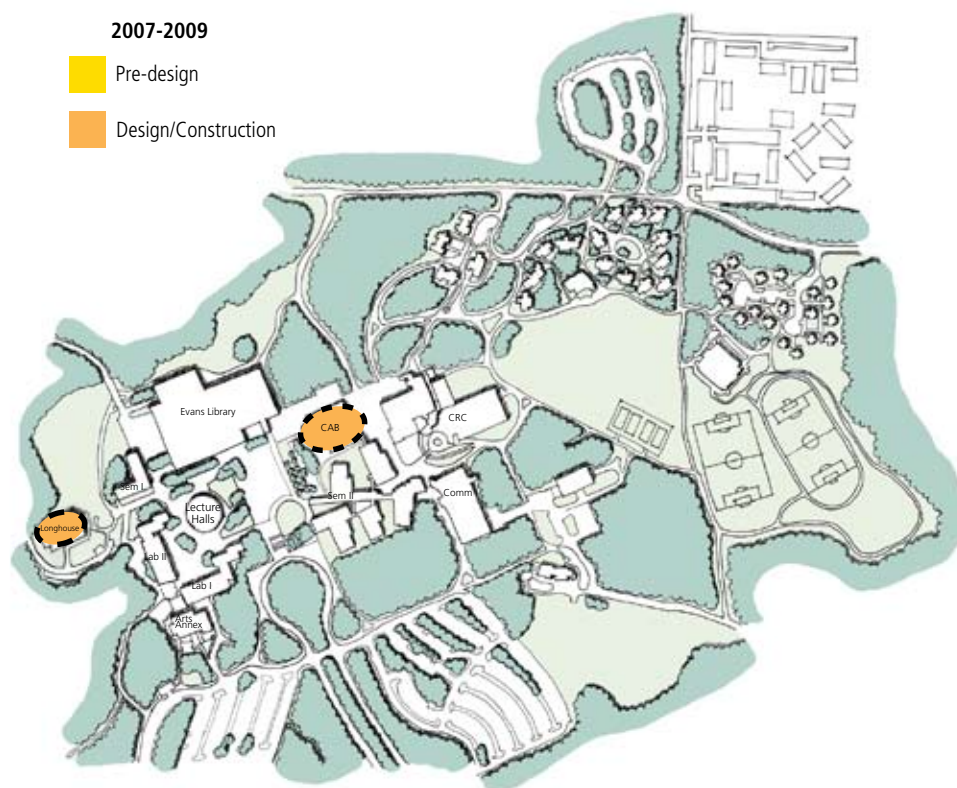 2007-2009
Pre-design
Design/Construction
Evans Library
CAB
CRC
Sem I
Sem II
Comm
Lecture
Halls
Longhouse
Lab II
Lab I
Arts
Annex